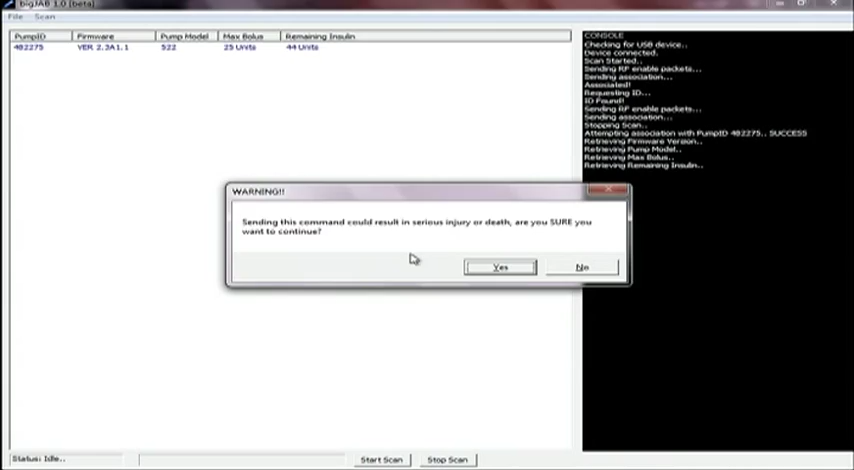 bigJAB 1.0 [beta]
File Scan
PumpID Firmware Pump Model Max Bolus Remaining Insulin
482275 VER 2.3A1.1 522 25 Units 44 Units
CONSOLE
Checking for USB device..
Device connected.
Scan Started..
Sending RF enable packets...
Sending association...
Associated!
Requesting ID...
ID Found!
Sending RF enable packets...
Sending association...
Stopping Scan..
Attempting association with PumpID 482275.. SUCCESS
Retrieving Firmware Version..
Retrieving Pump Model..
Retrieving Max Bolus..
Retrieving Remaining Insulin..
WARNING!!
Sending this command could result in serious injury or death, are you SURE you
want to continue?
Yes No
Status: Idle.. Start Scan Stop Scan